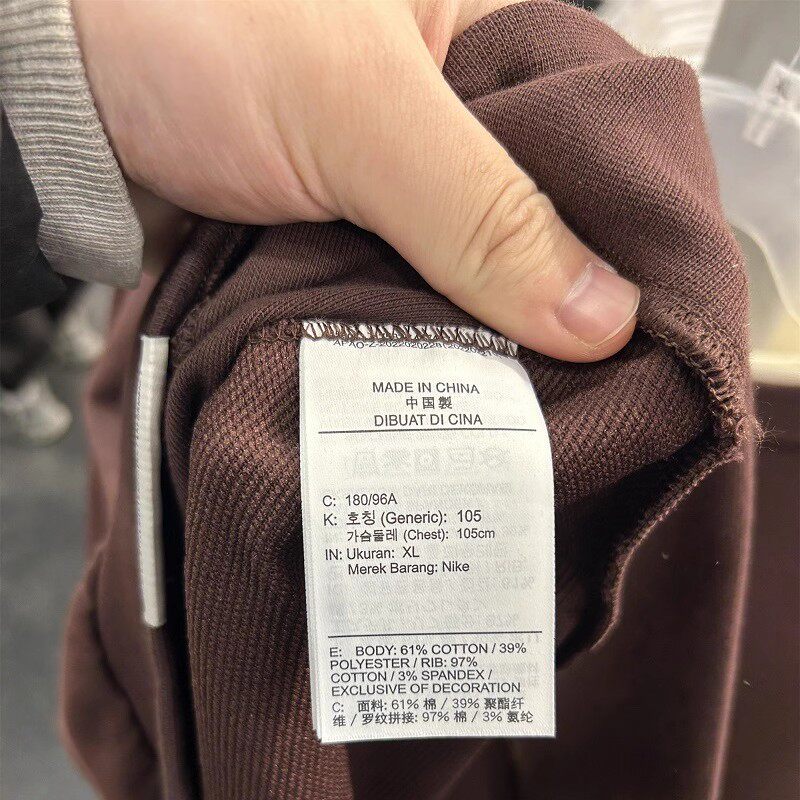 MADE IN CHINA
中国製
DIBUAT DI CINA
C: 180/96A
K: 호칭 (Generic): 105
가슴둘레 (Chest): 105cm
IN: Ukuran: XL
Merek Barang: Nike
E: BODY: 61% COTTON / 39%
POLYESTER / RIB: 97%
COTTON / 3% SPANDEX /
EXCLUSIVE OF DECORATION
C: 面料: 61% 棉 / 39% 聚酯纤
维 / 罗纹拼接: 97% 棉 / 3% 氨纶